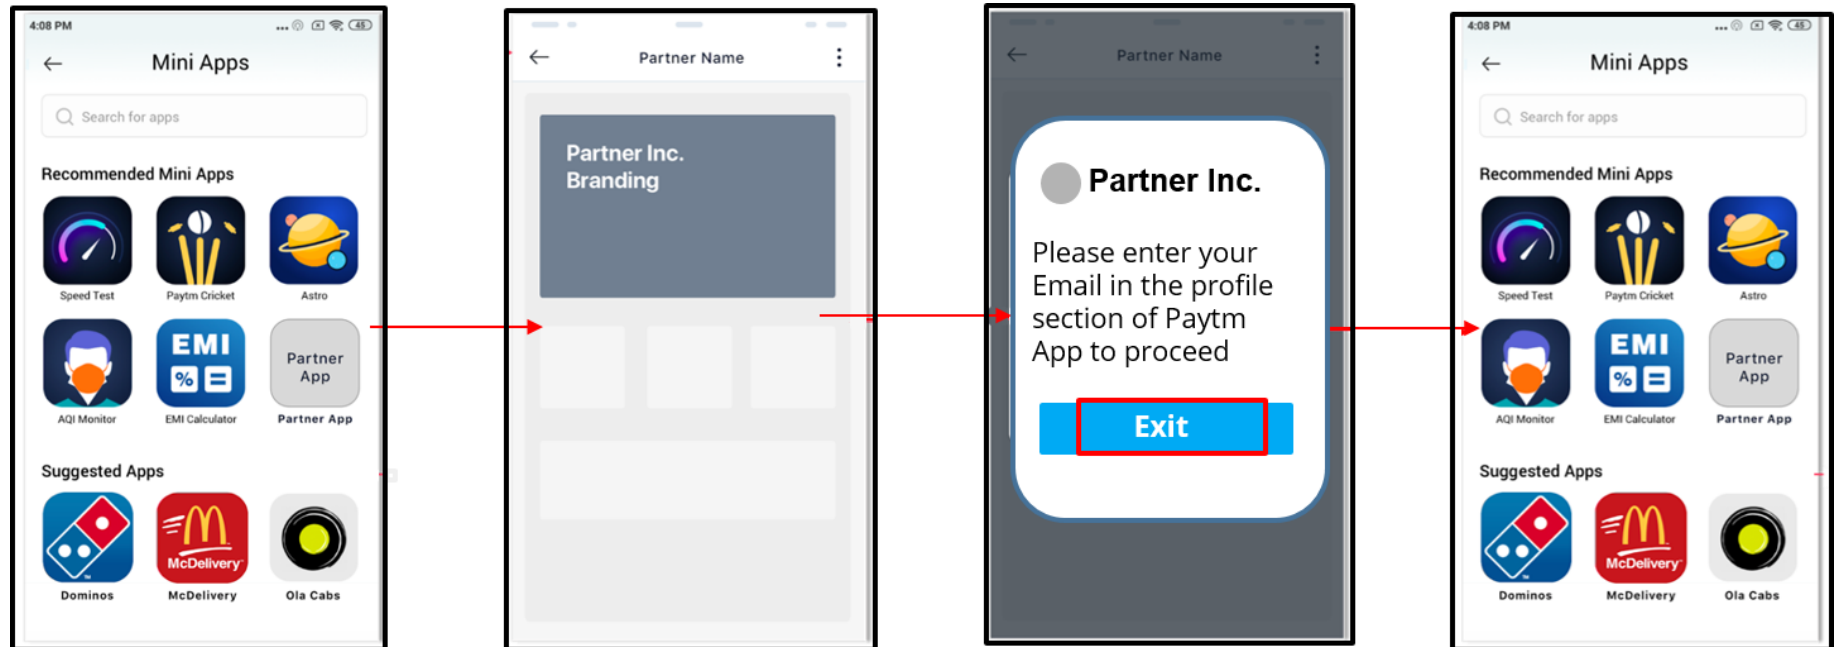 4:08 PM
45
Mini Apps
Search for apps
Recommended Mini Apps
Speed Test
Paytm Cricket
Astro
EMI
%
Partner
App
AQI Monitor
EMI Calculator
Partner App
Suggested Apps
McDelivery
Dominos
McDelivery
Ola Cabs
Partner Name
Partner Inc.
Branding
Partner Name
Partner Inc.
Please enter your
Email in the profile
section of Paytm
App to proceed
Exit
4:08 PM
45
Mini Apps
Search for apps
Recommended Mini Apps
Speed Test
Paytm Cricket
Astro
EMI
%
Partner
App
AQI Monitor
EMI Calculator
Partner App
Suggested Apps
McDelivery
Dominos
McDelivery
Ola Cabs